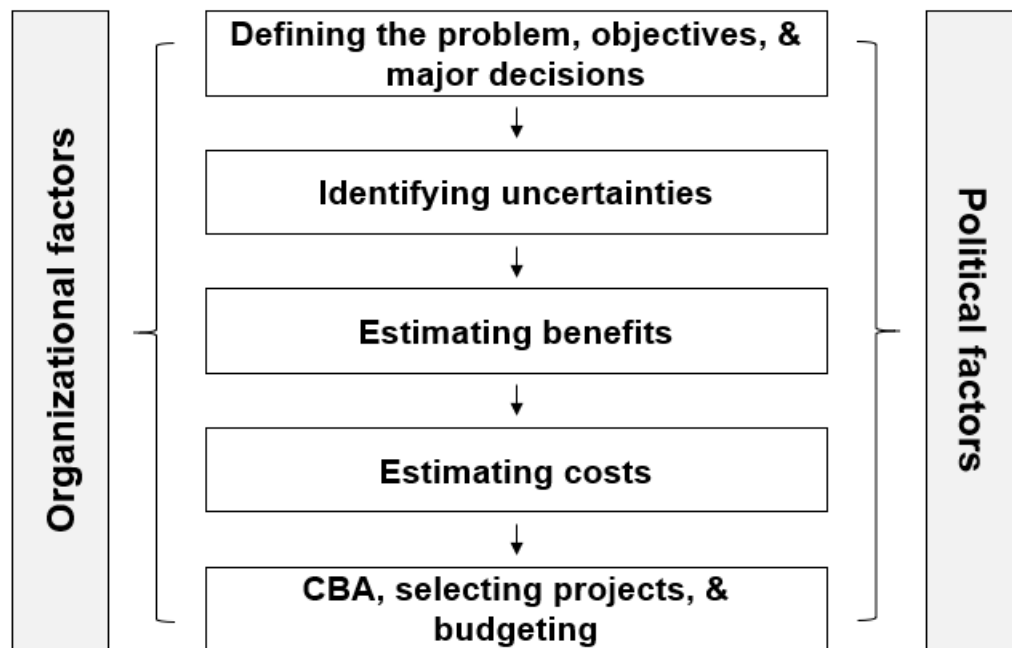 Organizational factors
Defining the problem, objectives, &
major decisions
Identifying uncertainties
Estimating benefits
Estimating costs
CBA, selecting projects, &
budgeting
Political factors